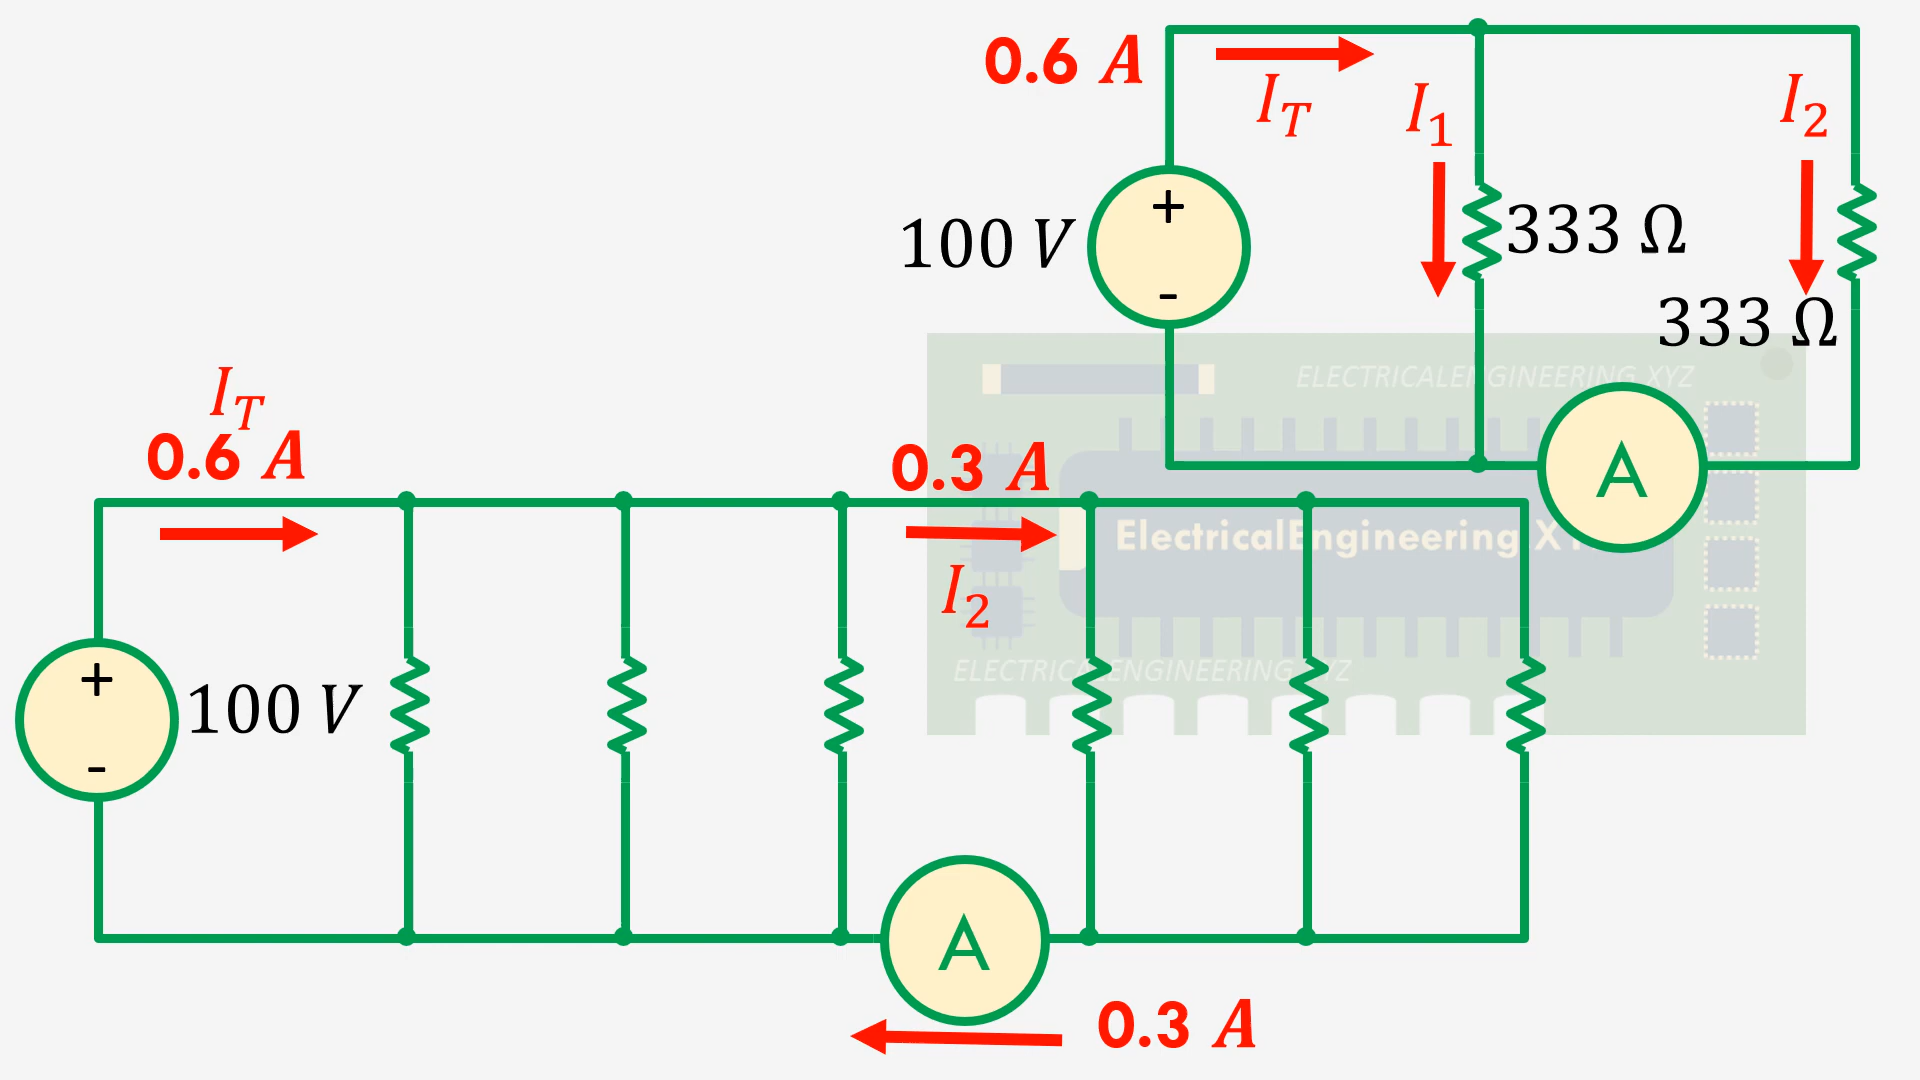 0.6 A
I_T
I_1
I_2
+
100 V
-
333 Ω
333 Ω
ELECTRICALENGINEERING XYZ
A
I_T
0.6 A
0.3 A
ElectricalEngineering XY
I_2
ELECTRICALENGINEERING XYZ
+
100 V
-
A
0.3 A